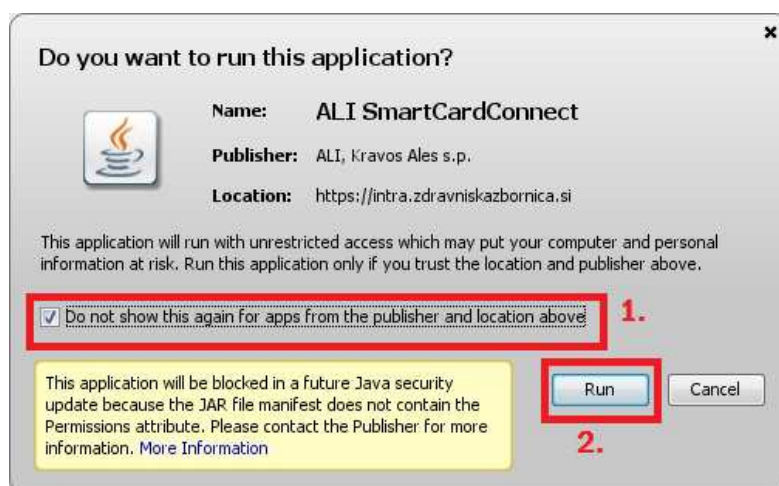 Do you want to run this application?
Name: ALI SmartCardConnect
Publisher: ALI, Kravos Ales s.p.
Location: https://intra.zdravniskazbornica.si
This application will run with unrestricted access which may put your computer and personal
information at risk. Run this application only if you trust the location and publisher above.
Do not show this again for apps from the publisher and location above
1.
This application will be blocked in a future Java security
update because the JAR file manifest does not contain the
Permissions attribute. Please contact the Publisher for more
information. More Information
Run
Cancel
2.